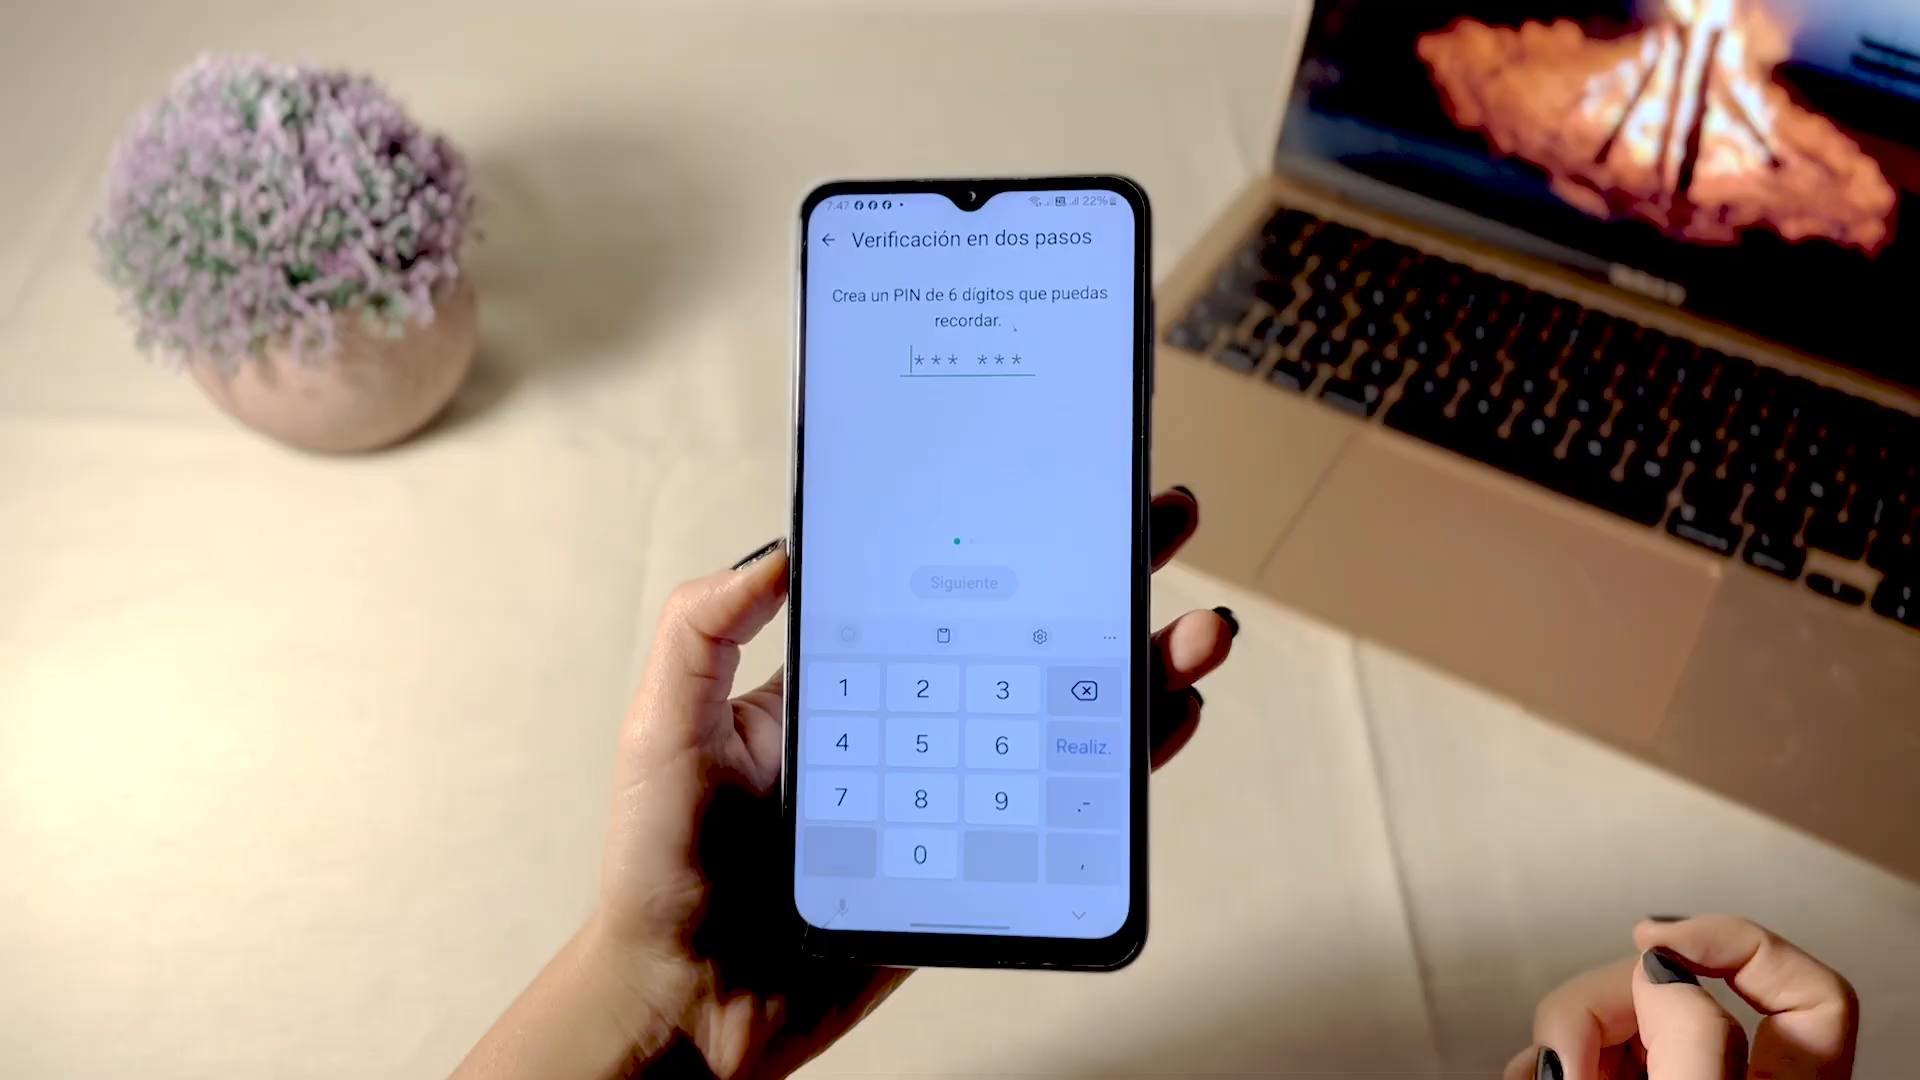 7:47 22%
Verificación en dos pasos
Crea un PIN de 6 dígitos que puedas
recordar.
*** ***
Siguiente
1 2 3
4 5 6 Realiz.
7 8 9 .-
0 ,